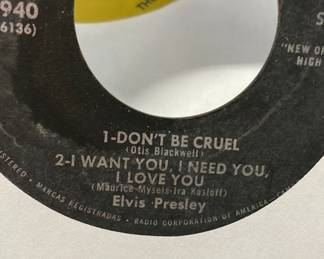 940
6136)
"NEW O
HIGH
1-DON'T BE CRUEL
(Otis Blackwell)
2-I WANT YOU, I NEED YOU,
I LOVE YOU
(Maurice Mysels-Ira Kosloff)
Elvis Presley
MARCAS REGISTRADAS • RADIO CORPORATION OF AMERICA